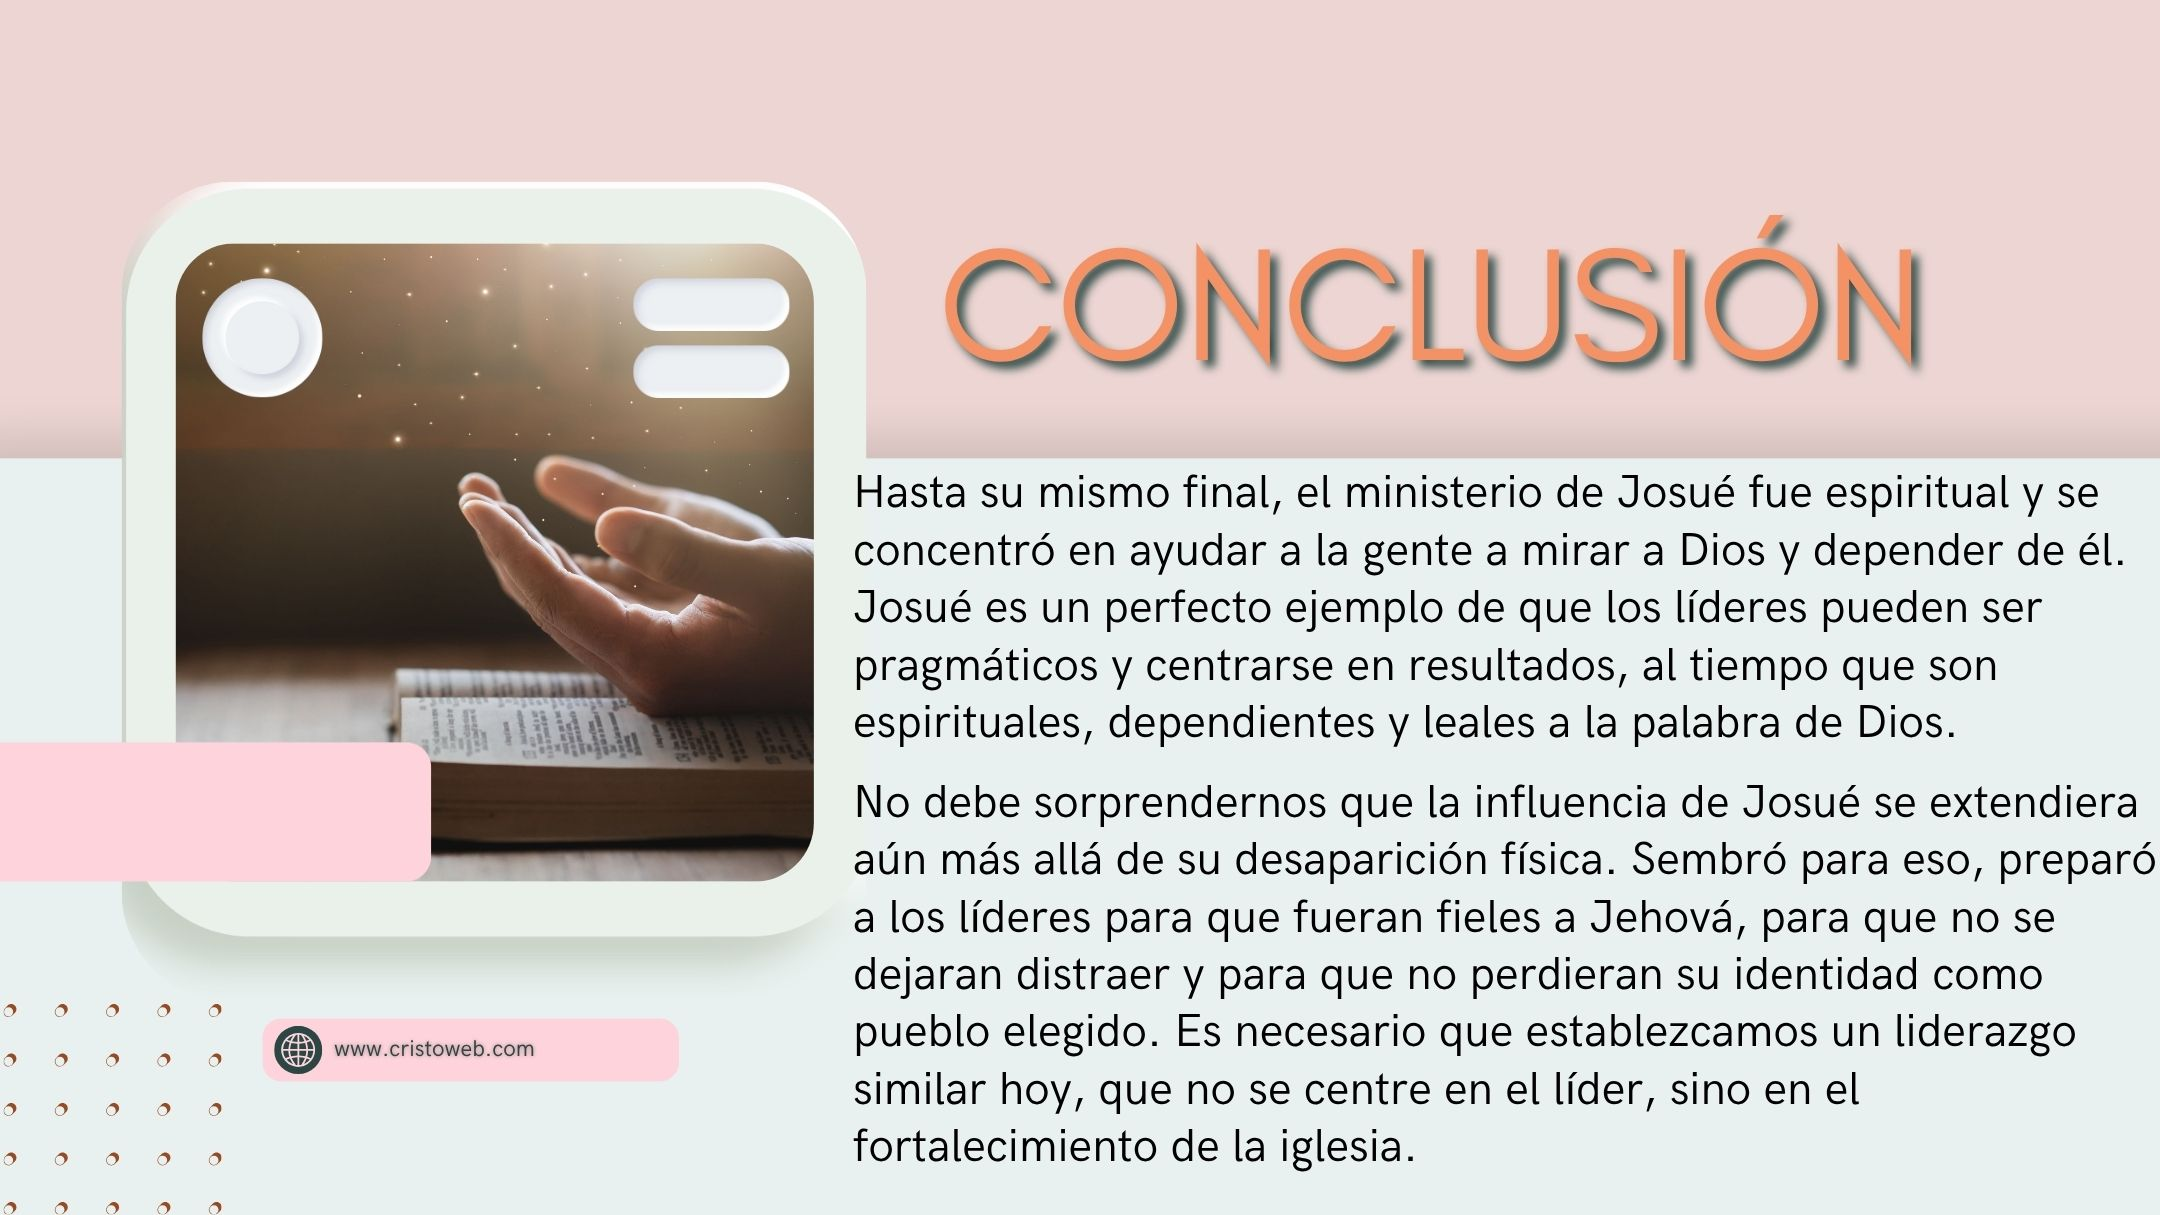 CONCLUSIÓN
Hasta su mismo final, el ministerio de Josué fue espiritual y se
concentró en ayudar a la gente a mirar a Dios y depender de él.
Josué es un perfecto ejemplo de que los líderes pueden ser
pragmáticos y centrarse en resultados, al tiempo que son
espirituales, dependientes y leales a la palabra de Dios.
No debe sorprendernos que la influencia de Josué se extendiera
aún más allá de su desaparición física. Sembró para eso, preparó
a los líderes para que fueran fieles a Jehová, para que no se
dejaran distraer y para que no perdieran su identidad como
pueblo elegido. Es necesario que establezcamos un liderazgo
similar hoy, que no se centre en el líder, sino en el
fortalecimiento de la iglesia.
www.cristoweb.com